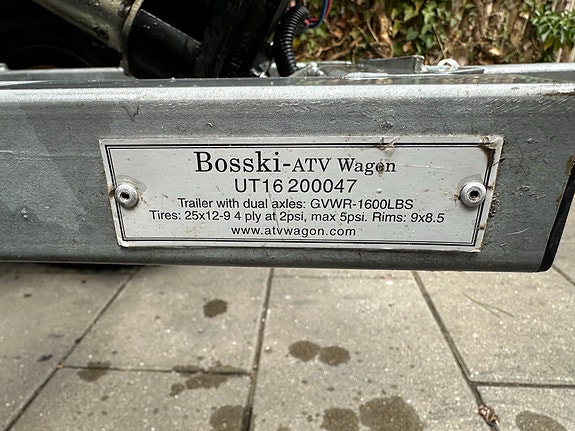 Bosski-ATV Wagon
UT16 200047
Trailer with dual axles: GVWR-1600LBS
Tires: 25x12-9 4 ply at 2psi, max 5psi. Rims: 9x8.5
www.atvwagon.com